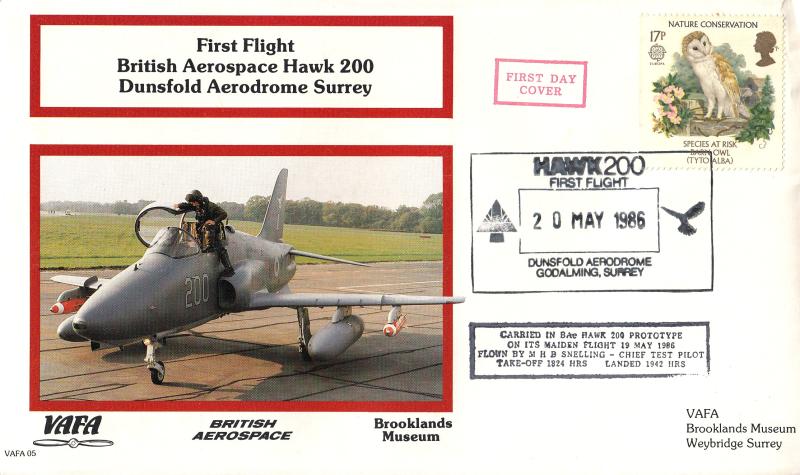 First Flight
British Aerospace Hawk 200
Dunsfold Aerodrome Surrey
FIRST DAY
COVER
17P
NATURE CONSERVATION
EUROPA
SPECIES AT RISK
BARN OWL
(TYTO ALBA)
HAWK 200
FIRST FLIGHT
20 MAY 1986
DUNSFOLD AERODROME
GODALMING, SURREY
200
CARRIED IN BAe HAWK 200 PROTOTYPE
ON ITS MAIDEN FLIGHT 19 MAY 1986
FLOWN BY M H B SNELLING - CHIEF TEST PILOT
TAKE-OFF 1824 HRS LANDED 1942 HRS
VAFA
BRITISH
AEROSPACE
Brooklands
Museum
VAFA
Brooklands Museum
Weybridge Surrey
VAFA 05